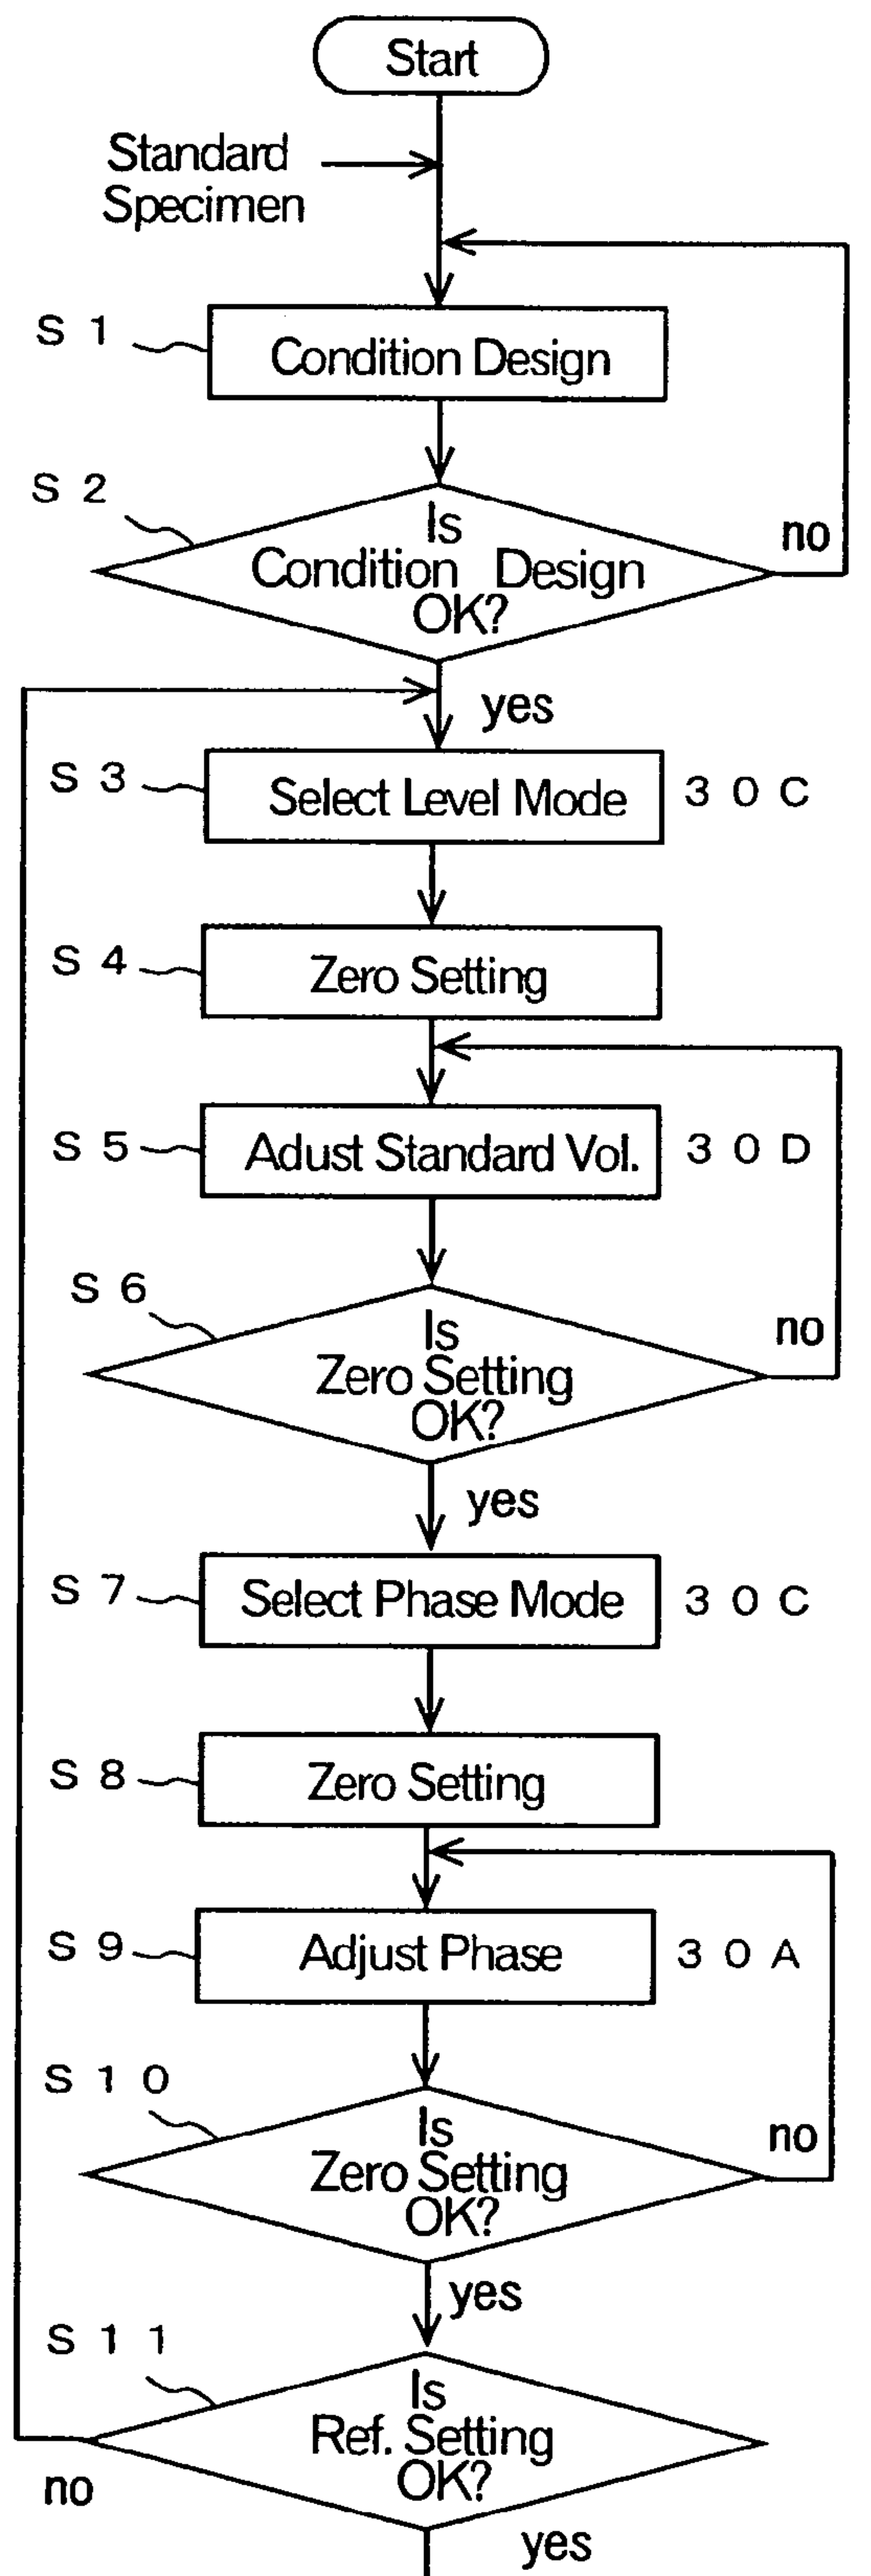 Start
Standard
Specimen
S 1
Condition Design
S 2
Is
Condition Design
OK?
no
yes
S 3
Select Level Mode
3 0 C
S 4
Zero Setting
S 5
Adust Standard Vol.
3 0 D
S 6
Is
Zero Setting
OK?
no
yes
S 7
Select Phase Mode
3 0 C
S 8
Zero Setting
S 9
Adjust Phase
3 0 A
S 1 0
Is
Zero Setting
OK?
no
yes
S 1 1
Is
Ref. Setting
OK?
no
yes